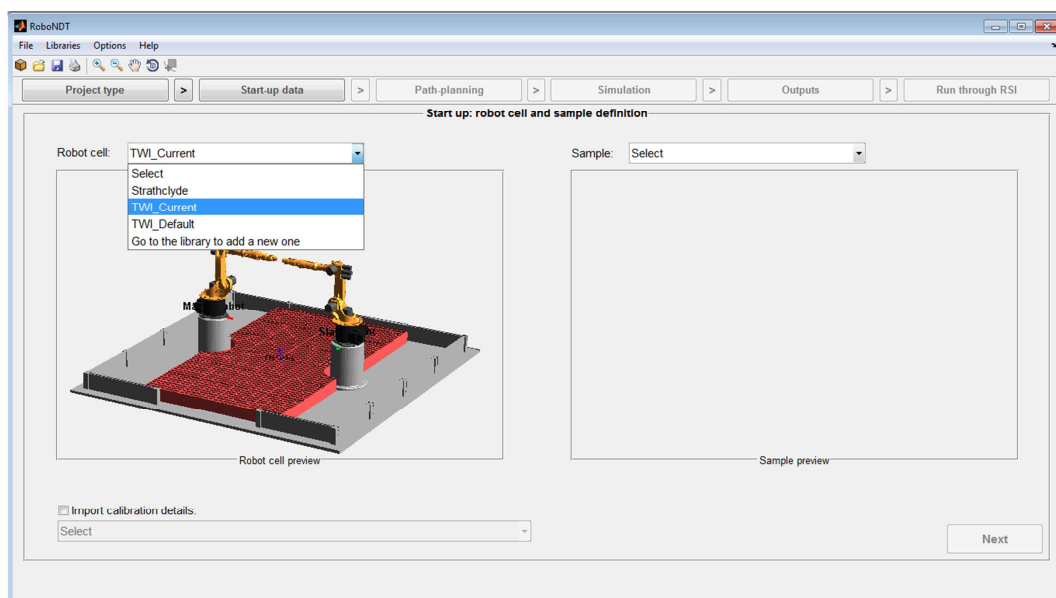 RoboNDT
File Libraries Options Help
Project type > Start-up data > Path-planning > Simulation > Outputs > Run through RSI
Start up: robot cell and sample definition
Robot cell: TWI_Current
Sample: Select
Select
Strathclyde
TWI_Current
TWI_Default
Go to the library to add a new one
Robot cell preview
Sample preview
Import calibration details:
Select
Next